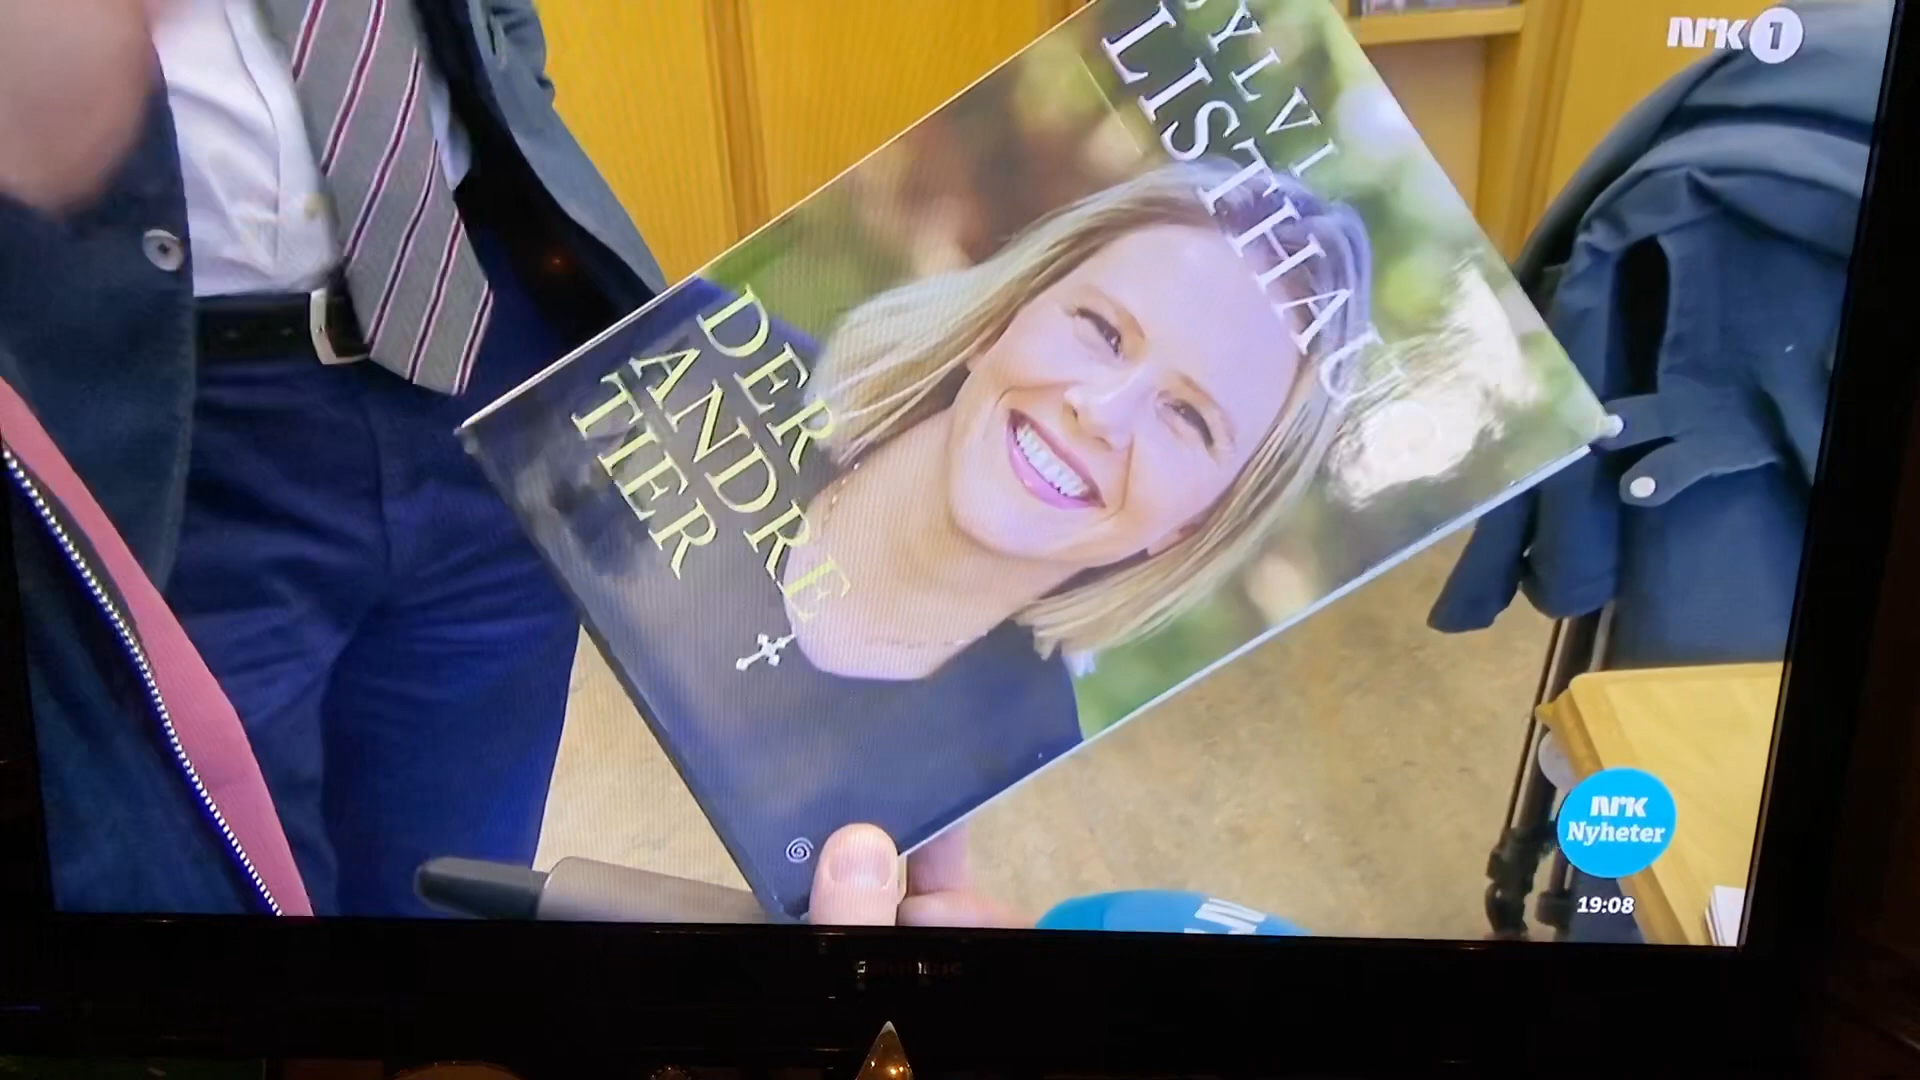 NRK 1
SYLVI
LISTHAUG
DER
ANDRE
TIER
NRK
Nyheter
19:08